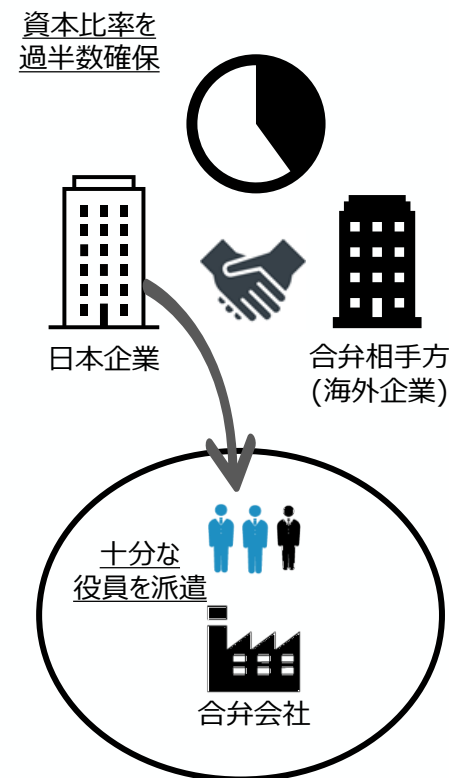 資本比率を
過半数確保
日本企業
合弁相手方
(海外企業)
十分な
役員を派遣
合弁会社